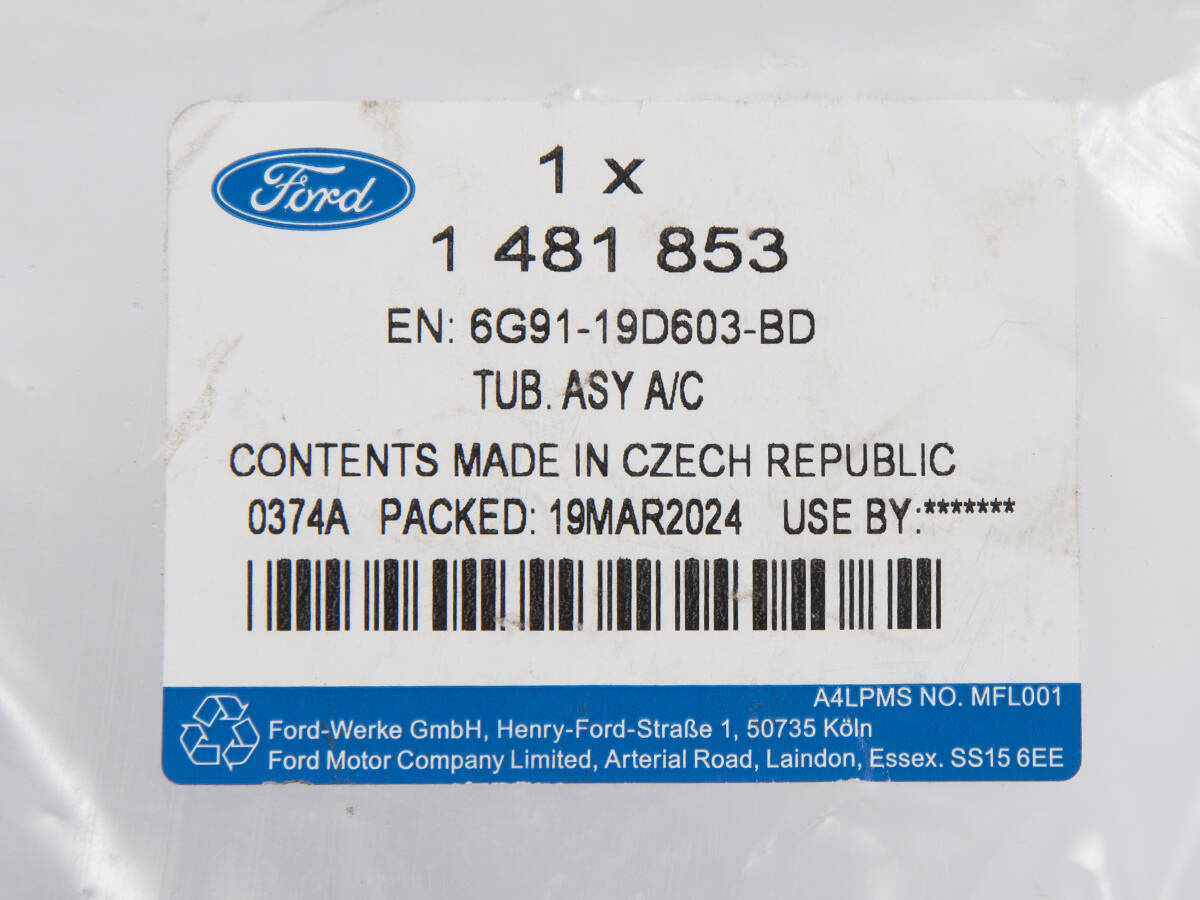 Ford
1 x
1 481 853
EN: 6G91-19D603-BD
TUB. ASY A/C
CONTENTS MADE IN CZECH REPUBLIC
0374A PACKED: 19MAR2024 USE BY:*******
A4LPMS NO. MFL001
Ford-Werke GmbH, Henry-Ford-Straße 1, 50735 Köln
Ford Motor Company Limited, Arterial Road, Laindon, Essex. SS15 6EE